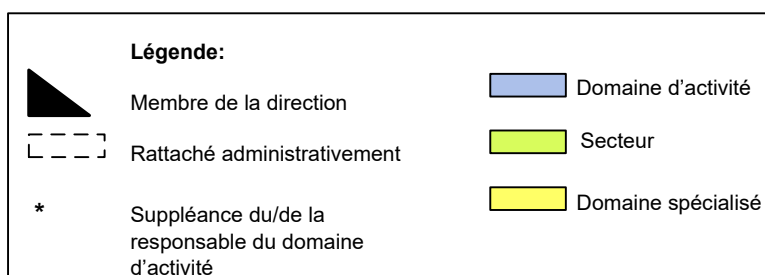 Légende:
Membre de la direction
Rattaché administrativement
* Suppléance du/de la
responsable du domaine
d’activité
Domaine d’activité
Secteur
Domaine spécialisé